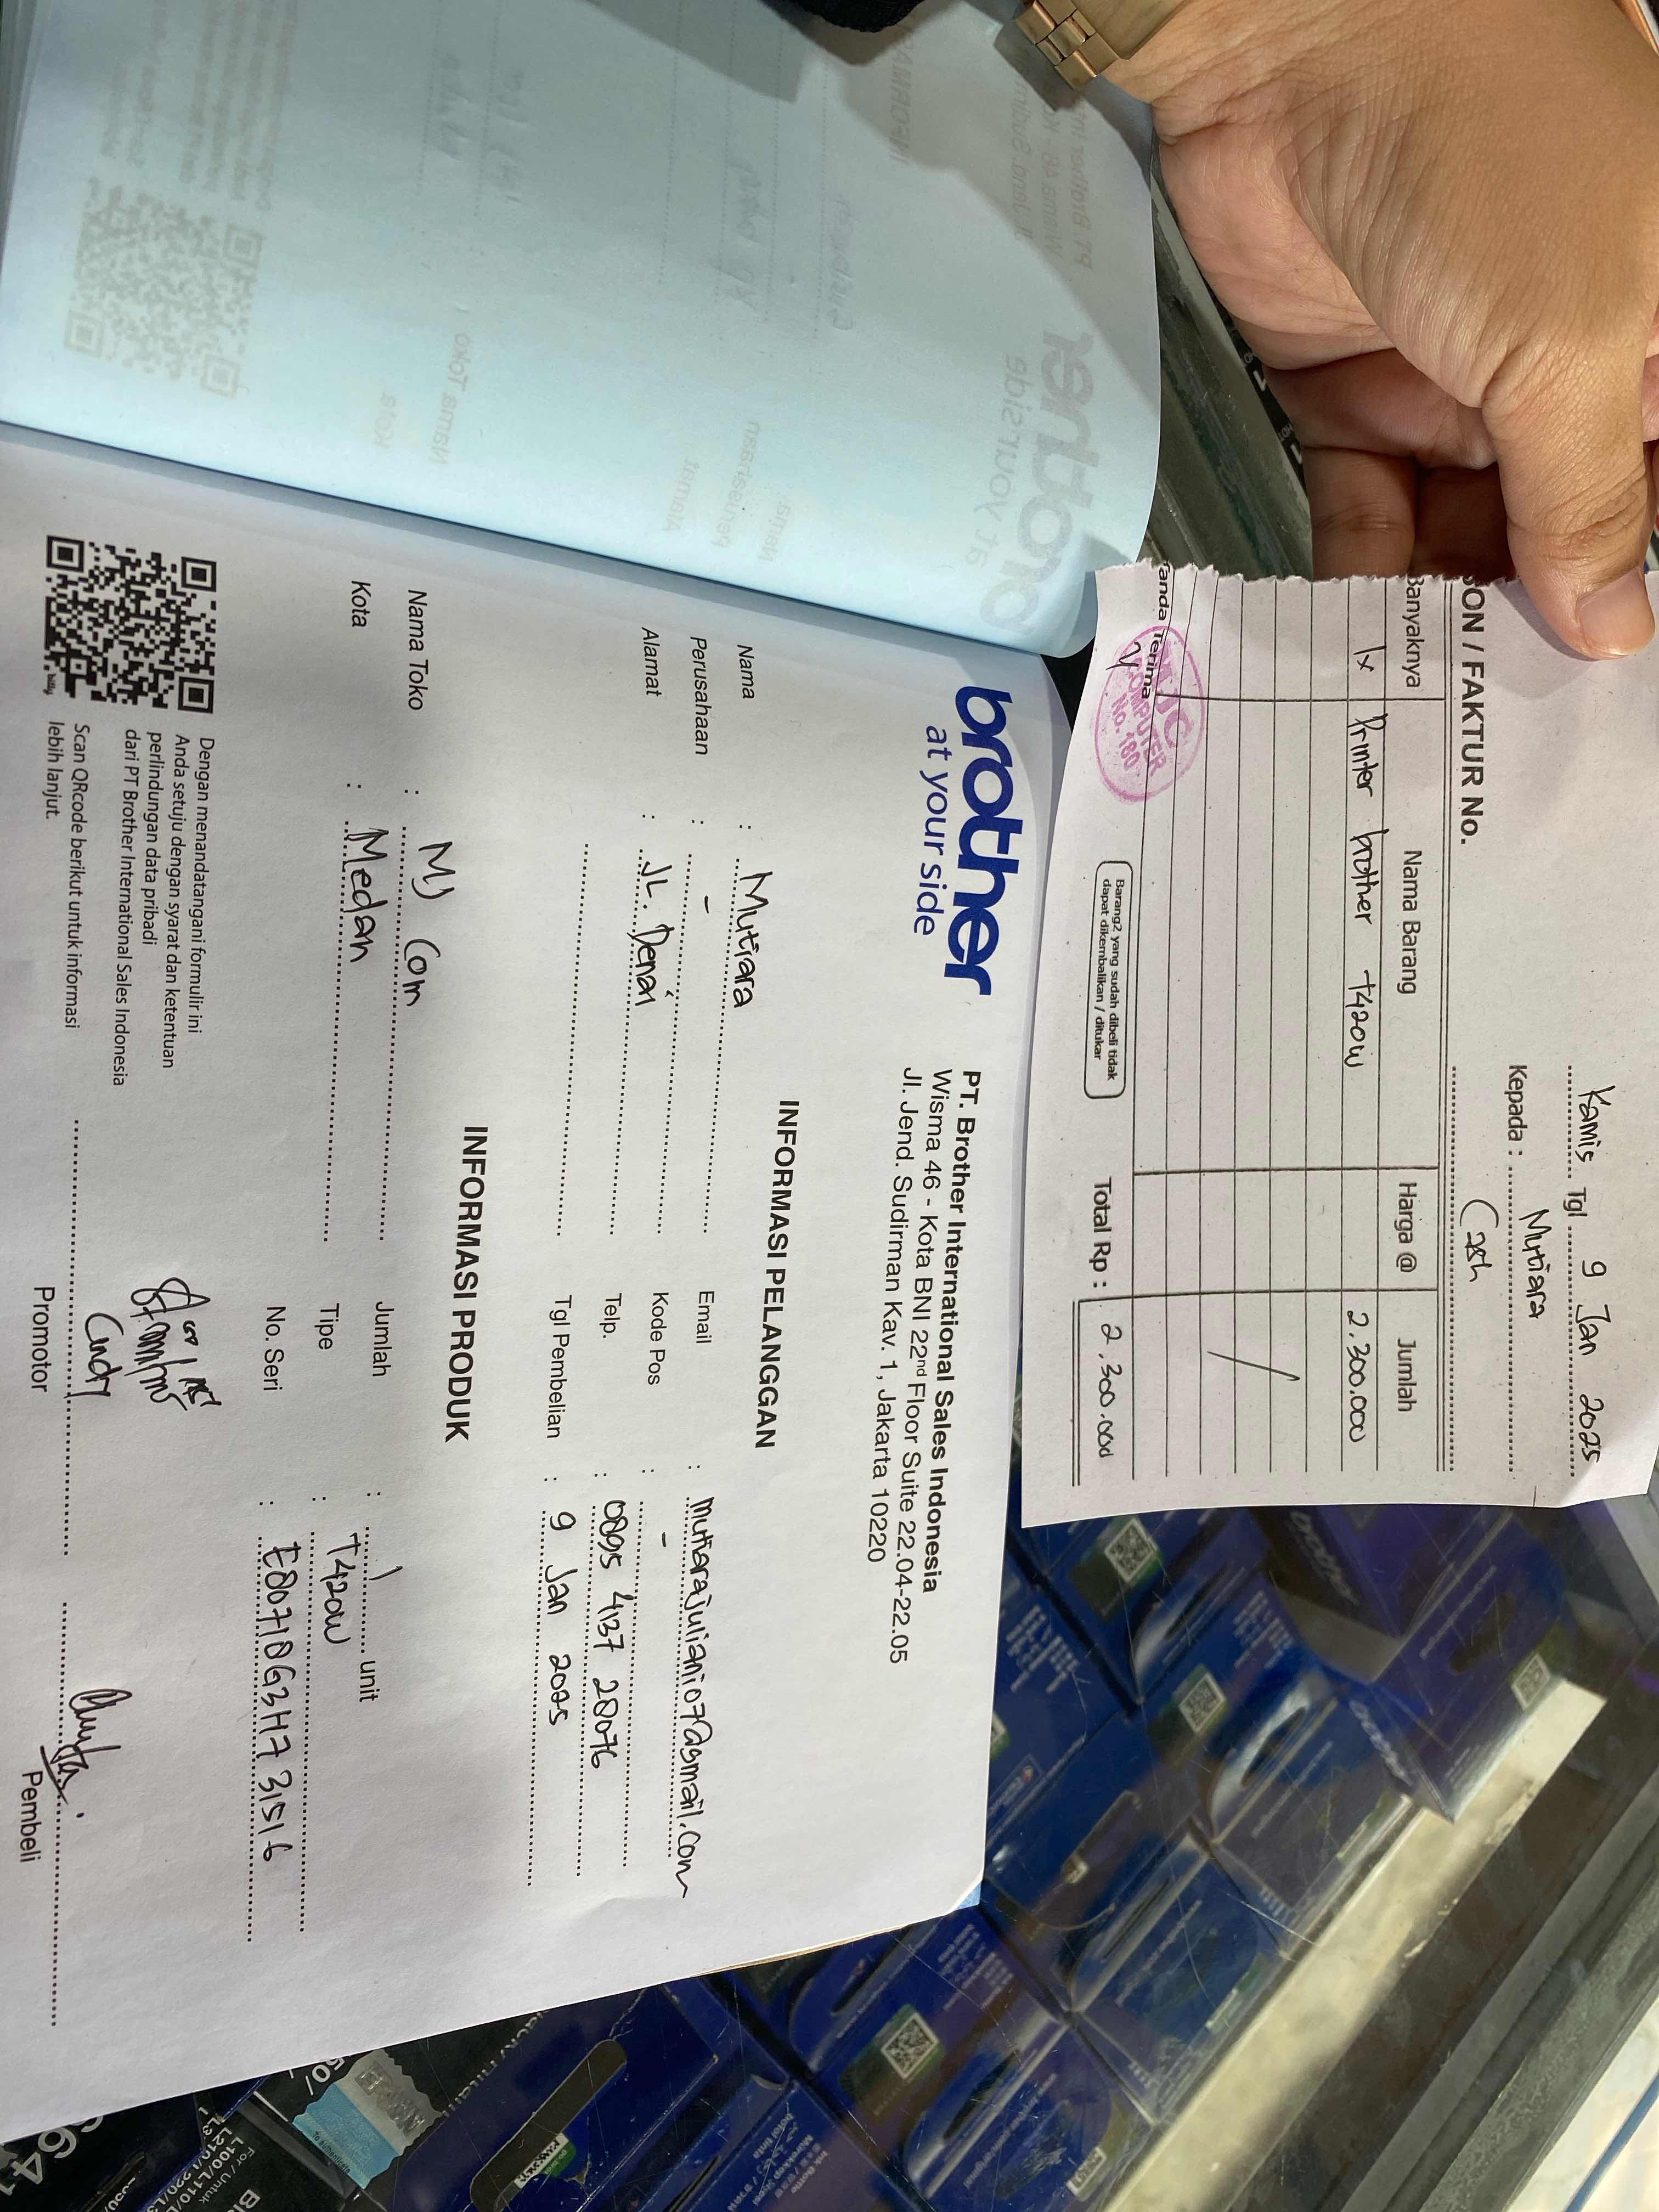 Kamis Tgl 9 Jan 2025
Kepada : Mutiara
Cash
BON / FAKTUR No.
Banyaknya Nama Barang Harga @ Jumlah
1x Printer brother T420W 2.300.000
Tanda Terima
COMPUTER
No. 180
Barang2 yang sudah dibeli tidak
dapat dikembalikan / ditukar
Total Rp : 2.300.000
brother
at your side
PT. Brother International Sales Indonesia
Wisma 46 - Kota BNI 22nd Floor Suite 22.04-22.05
Jl. Jend. Sudirman Kav. 1, Jakarta 10220
INFORMASI PELANGGAN
Nama : Mutiara
Perusahaan : -
Alamat : JL. Denai
Email : mutiarajuliani07@gmail.com
Kode Pos : -
Telp. : 0895 4137 28076
Tgl Pembelian : 9 Jan 2025
INFORMASI PRODUK
Nama Toko : MJ Com
Kota : Medan
Jumlah : 1 unit
Tipe : T420W
No. Seri : E80710G3H731516
Dengan menandatangani formulir ini
Anda setuju dengan syarat dan ketentuan
perlindungan data pribadi
dari PT Brother International Sales Indonesia
Scan QRcode berikut untuk informasi
lebih lanjut.
Cindy
Promotor
Pembeli